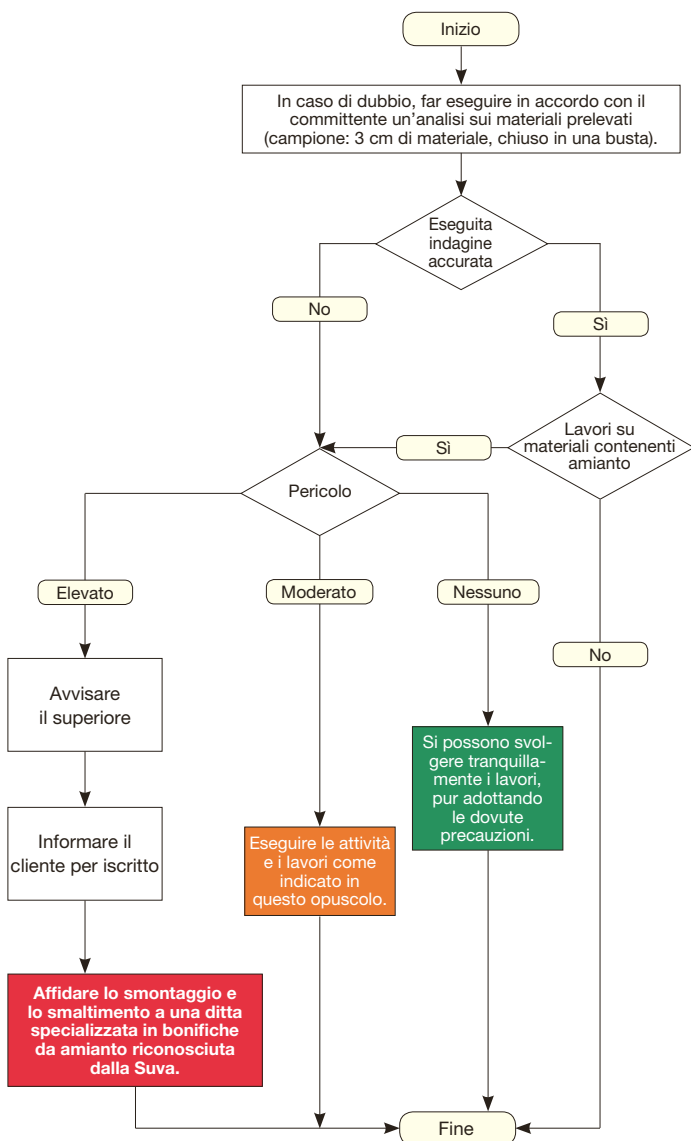 Inizio
In caso di dubbio, far eseguire in accordo con il
committente un'analisi sui materiali prelevati
(campione: 3 cm di materiale, chiuso in una busta).
Eseguita
indagine
accurata
No
Sì
Lavori su
materiali contenenti
amianto
Sì
Pericolo
Elevato
Moderato
Nessuno
No
Avvisare
il superiore
Si possono svol-
gere tranquilla-
mente i lavori,
pur adottando
le dovute
precauzioni.
Informare il
cliente per iscritto
Eseguire le attività
e i lavori come
indicato in
questo opuscolo.
Affidare lo smontaggio e
lo smaltimento a una ditta
specializzata in bonifiche
da amianto riconosciuta
dalla Suva.
Fine